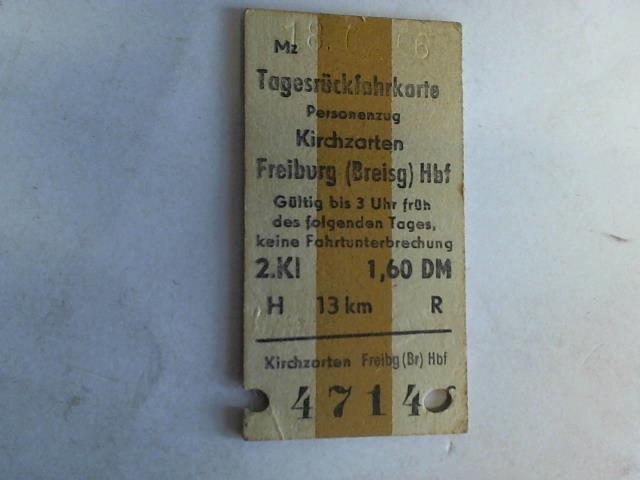 Mz
Tagesrückfahrkarte
Personenzug
Kirchzarten
Freiburg (Breisg) Hbf
Gültig bis 3 Uhr früh
des folgenden Tages,
keine Fahrtunterbrechung
2.Kl 1,60 DM
H 13 km R
Kirchzarten Freibg (Br) Hbf
4714